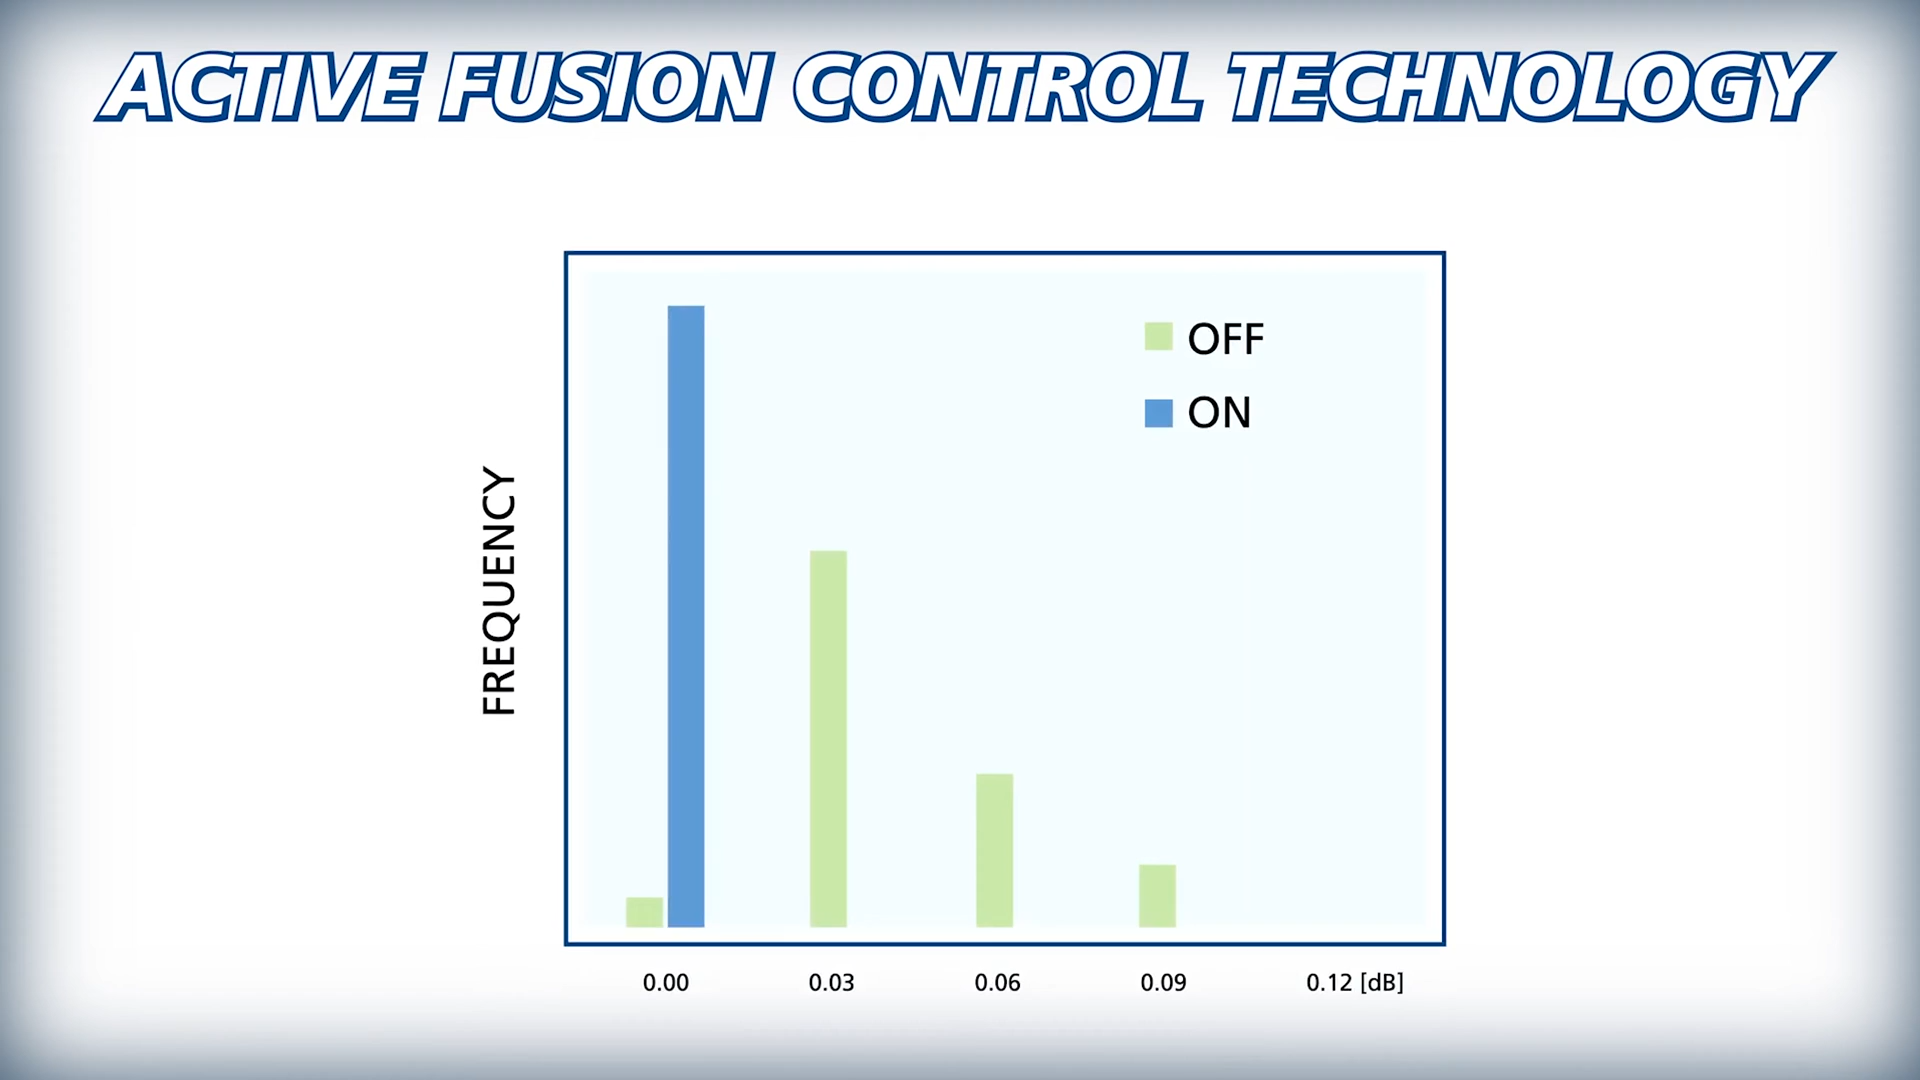 ACTIVE FUSION CONTROL TECHNOLOGY
OFF
ON
FREQUENCY
0.00 0.03 0.06 0.09 0.12 [dB]